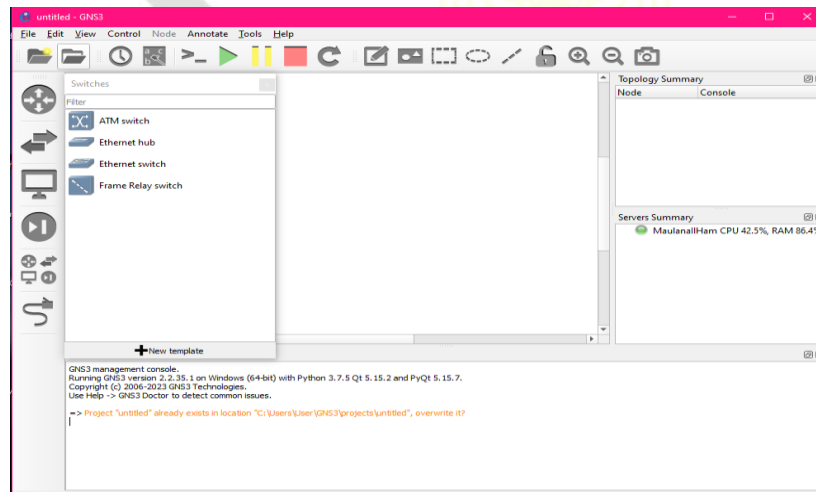 untitled - GNS3
File Edit View Control Node Annotate Tools Help
Switches
Filter
ATM switch
Ethernet hub
Ethernet switch
Frame Relay switch
New template
Topology Summary
Node Console
Servers Summary
MaulanaIlHam CPU 42.5%, RAM 86.4%
GNS3 management console.
Running GNS3 version 2.2.35.1 on Windows (64-bit) with Python 3.7.5 Qt 5.15.2 and PyQt 5.15.7.
Copyright (c) 2006-2023 GNS3 Technologies.
Use Help -> GNS3 Doctor to detect common issues.
=> Project "untitled" already exists in location "C:\Users\User\GNS3\projects\untitled", overwrite it?